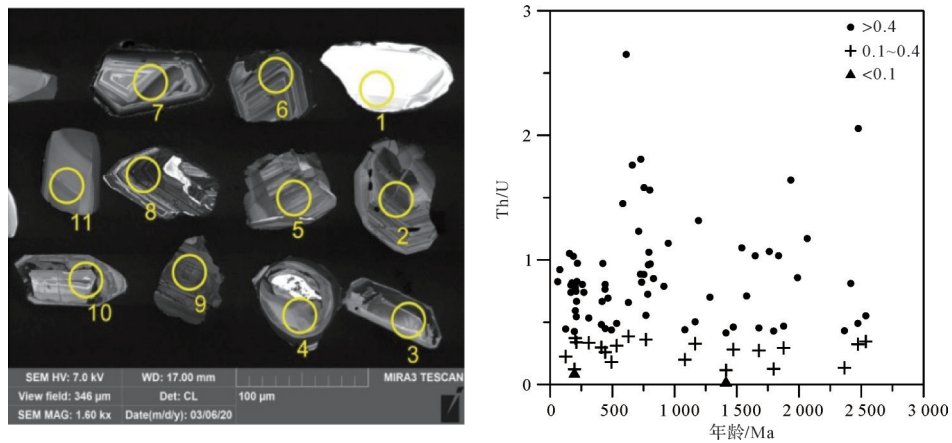 7
6
1
11
8
5
2
10
9
4
3
SEM HV: 7.0 kV
WD: 17.00 mm
MIRA3 TESCAN
View field: 346 μm
Det: CL
100 μm
SEM MAG: 1.60 kx
Date(m/d/y): 03/06/20
3
2
1
0
Th/U
>0.4
0.1~0.4
<0.1
0
500
1 000
1 500
2 000
2 500
3 000
年龄/Ma